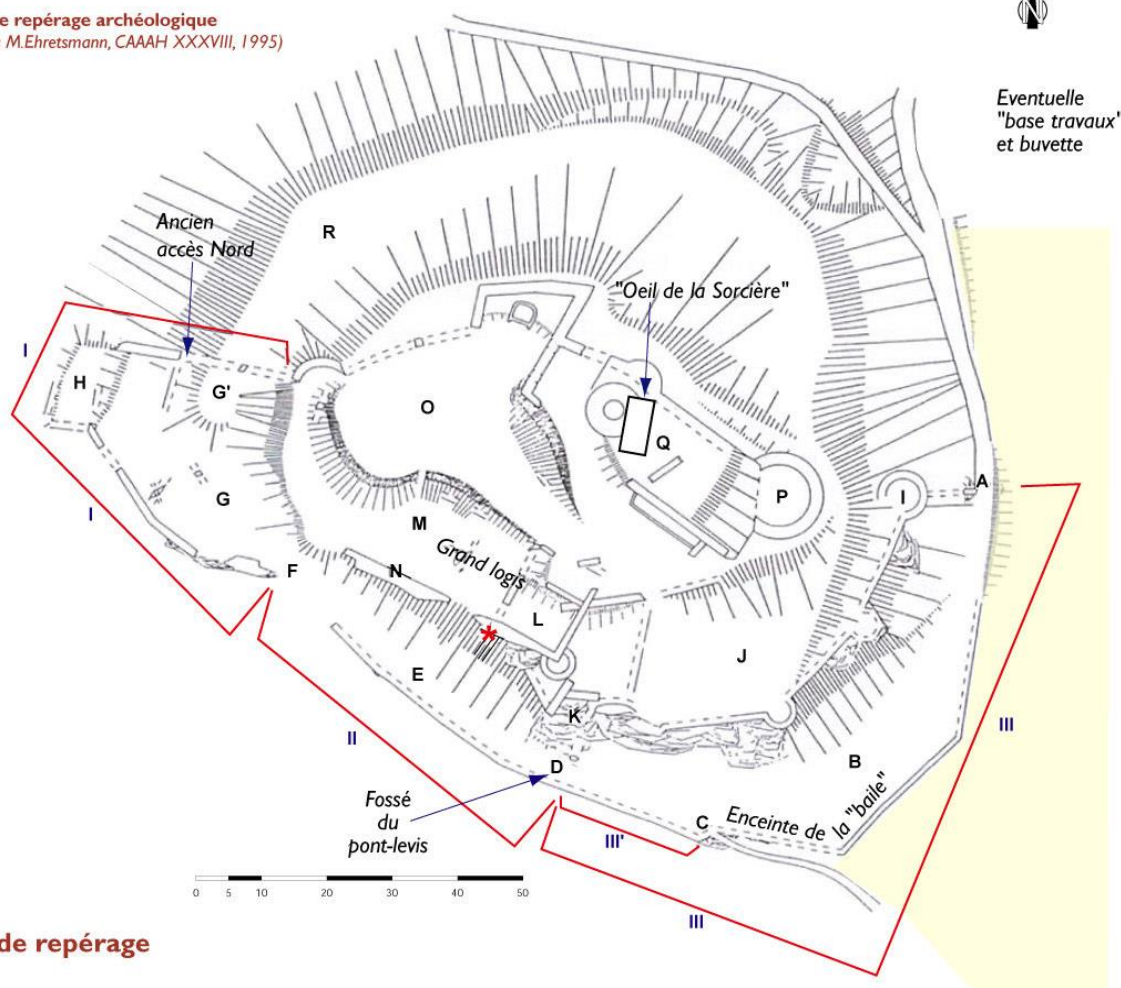 e repérage archéologique
M.Ehretsmann, CAAAH XXXVIII, 1995)
N
Eventuelle
"base travaux'
et buvette
Ancien
accès Nord
R
"Oeil de la Sorcière"
I
H
G'
O
Q
P
I
A
G
I
M
Grand logis
F
N
L
J
E
K
II
III
B
D
Fossé
du
pont-levis
C
Enceinte de
la "baile"
III'
0 5 10 20 30 40 50
III
de repérage